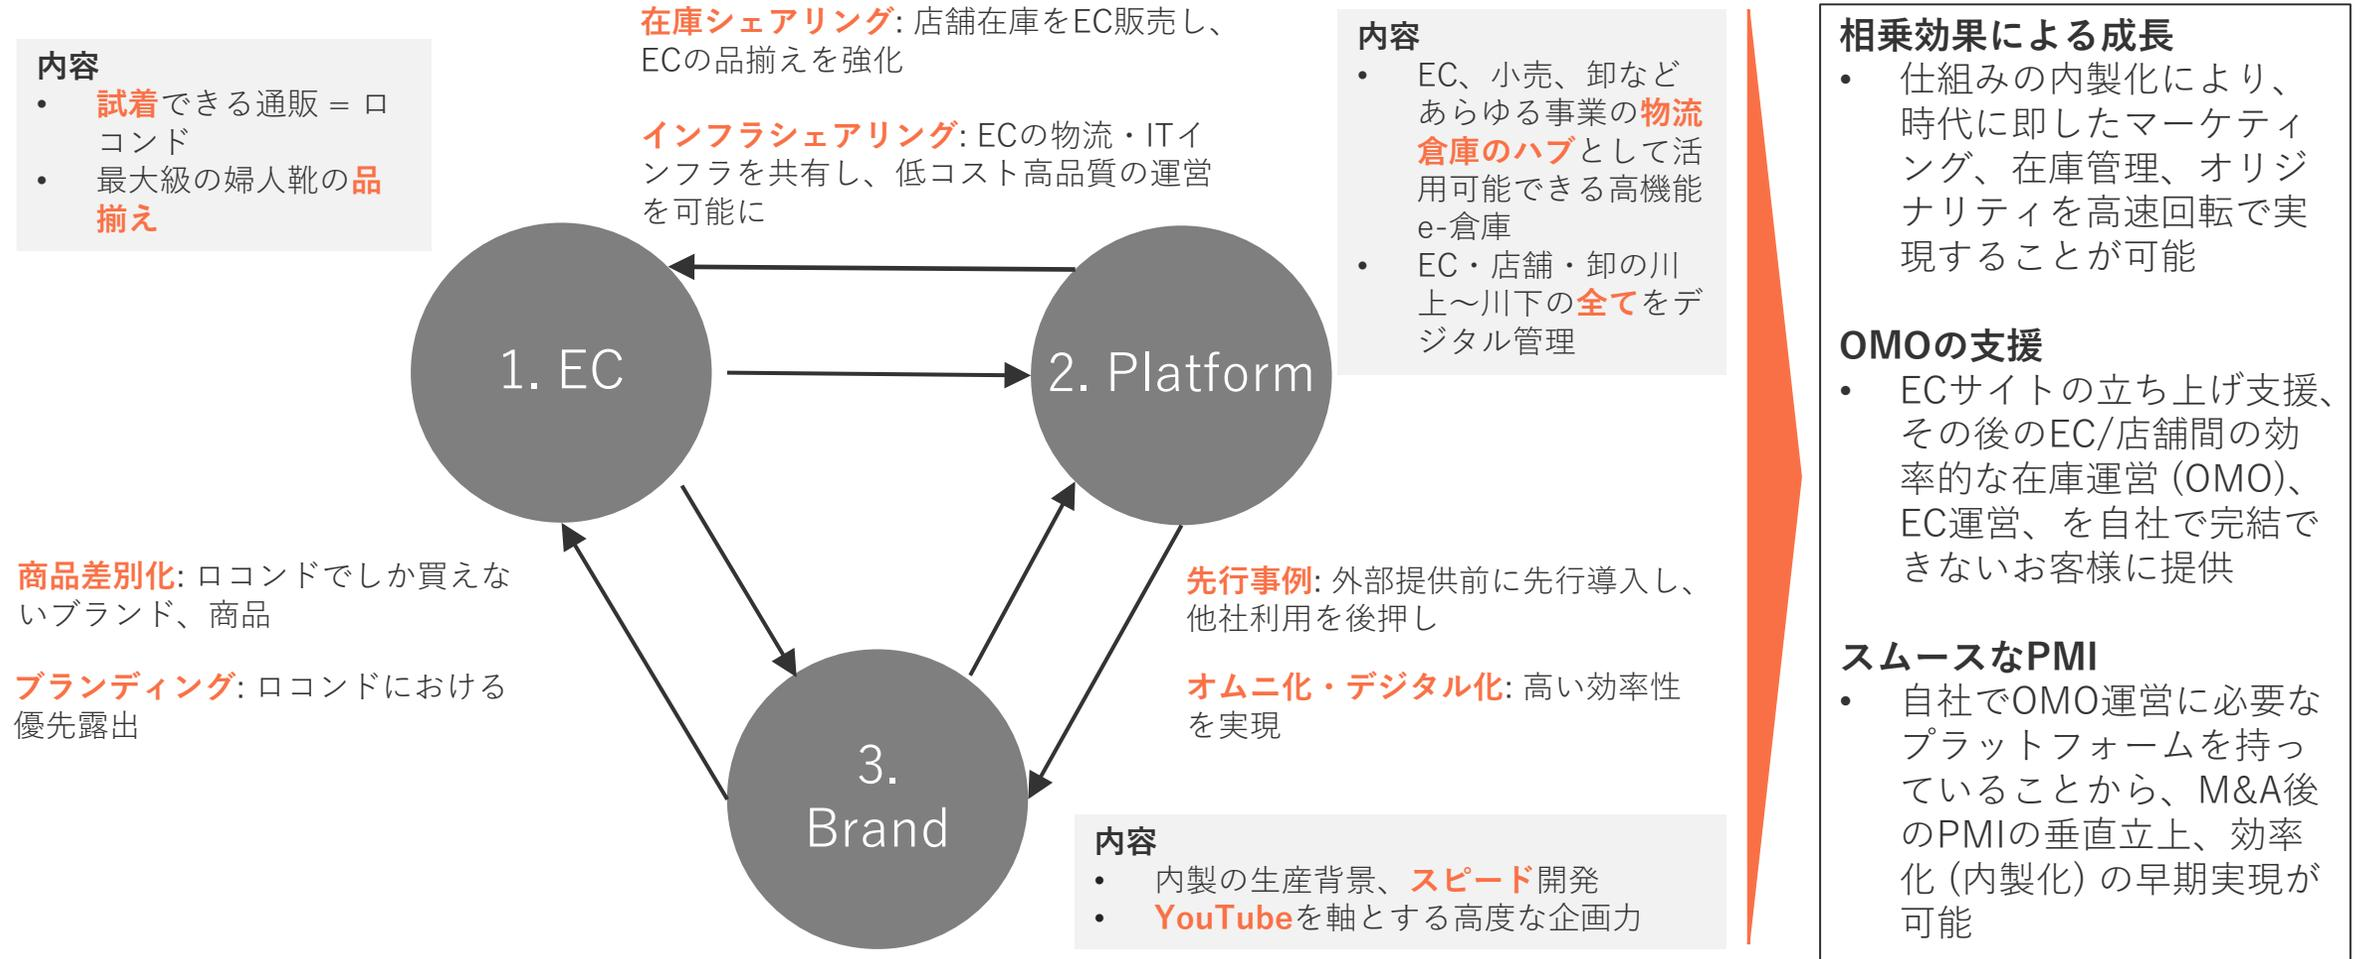 在庫シェアリング: 店舗在庫をEC販売し、
ECの品揃えを強化
インフラシェアリング: ECの物流・ITイ
ンフラを共有し、低コスト高品質の運営
を可能に
内容
• 試着できる通販 = ロ
コンド
• 最大級の婦人靴の品
揃え
内容
• EC、小売、卸など
あらゆる事業の物流
倉庫のハブとして活
用可能できる高機能
e-倉庫
• EC・店舗・卸の川
上～川下の全てをデ
ジタル管理
1. EC
2. Platform
商品差別化: ロコンドでしか買えな
いブランド、商品
ブランディング: ロコンドにおける
優先露出
先行事例: 外部提供前に先行導入し、
他社利用を後押し
オムニ化・デジタル化: 高い効率性
を実現
3.
Brand
内容
• 内製の生産背景、スピード開発
• YouTubeを軸とする高度な企画力
相乗効果による成長
• 仕組みの内製化により、
時代に即したマーケティ
ング、在庫管理、オリジ
ナリティを高速回転で実
現することが可能
OMOの支援
• ECサイトの立ち上げ支援、
その後のEC/店舗間の効
率的な在庫運営 (OMO)、
EC運営、を自社で完結で
きないお客様に提供
スムースなPMI
• 自社でOMO運営に必要な
プラットフォームを持っ
ていることから、M&A後
のPMIの垂直立上、効率
化 (内製化) の早期実現が
可能